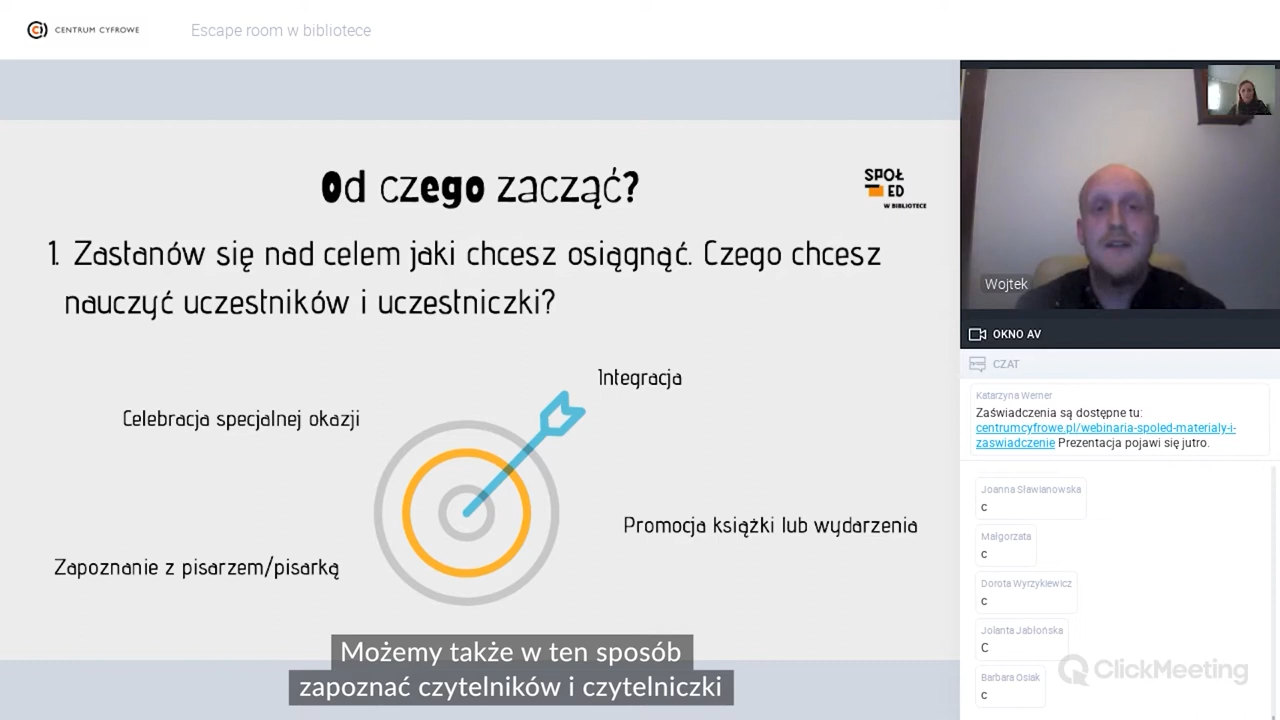 CENTRUM CYFROWE
Escape room w bibliotece
Od czego zacząć?
SPOŁ
ED
W BIBLIOTECE
1. Zastanów się nad celem jaki chcesz osiągnąć. Czego chcesz
nauczyć uczestników i uczestniczki?
Integracja
Celebracja specjalnej okazji
Promocja książki lub wydarzenia
Zapoznanie z pisarzem/pisarką
Możemy także w ten sposób
zapoznać czytelników i czytelniczki
Wojtek
OKNO AV
CZAT
Katarzyna Werner
Zaświadczenia są dostępne tu:
centrumcyfrowe.pl/webinaria-spoled-materialy-i-
zaswiadczenie Prezentacja pojawi się jutro.
Joanna Sławianowska
c
Małgorzata
c
Dorota Wyrzykiewicz
c
Jolanta Jabłońska
C
Barbara Osiak
c
ClickMeeting